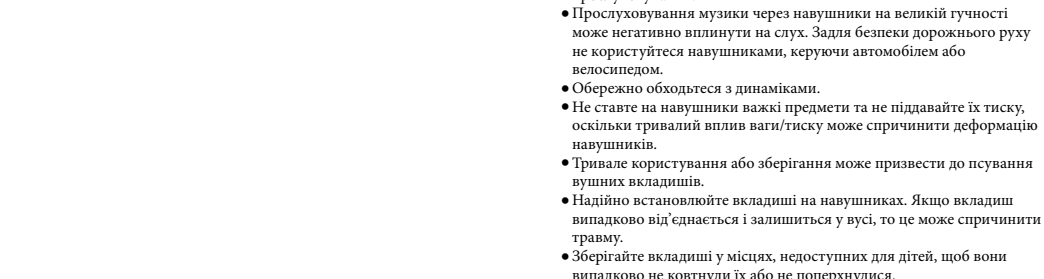 ● Прослуховування музики через навушники на великій гучності
може негативно вплинути на слух. Задля безпеки дорожнього руху
не користуйтеся навушниками, керуючи автомобілем або
велосипедом.
● Обережно обходьтеся з динаміками.
● Не ставте на навушники важкі предмети та не піддавайте їх тиску,
оскільки тривалий вплив ваги/тиску може спричинити деформацію
навушників.
● Тривале користування або зберігання може призвести до псування
вушних вкладишів.
● Надійно встановлюйте вкладиші на навушниках. Якщо вкладиш
випадково від’єднається і залишиться у вусі, то це може спричинити
травму.
● Зберігайте вкладиші у місцях, недоступних для дітей, щоб вони
випадково не ковтнули їх або не поперхнулися.